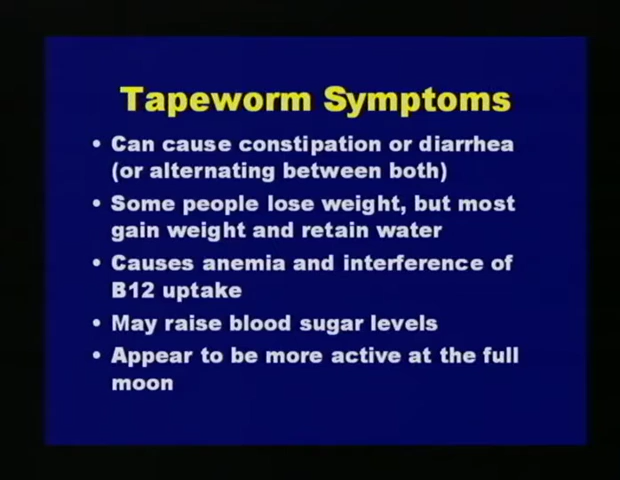 Tapeworm Symptoms
• Can cause constipation or diarrhea
(or alternating between both)
• Some people lose weight, but most
gain weight and retain water
• Causes anemia and interference of
B12 uptake
• May raise blood sugar levels
• Appear to be more active at the full
moon